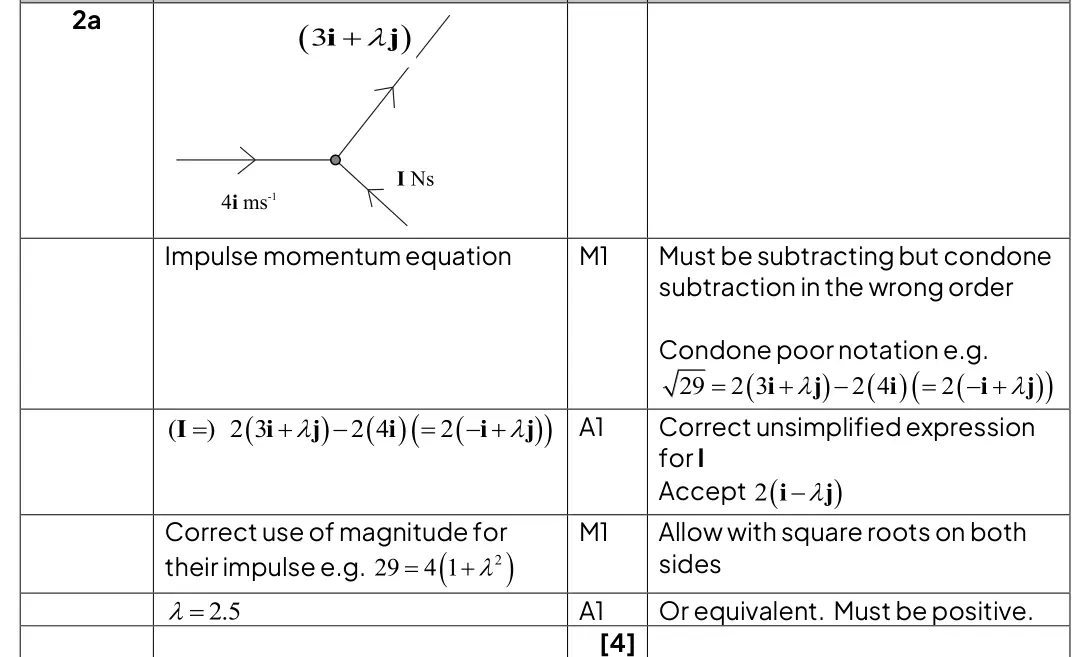 2a
(3i + λj)
I Ns
4i ms⁻¹
Impulse momentum equation
M1
Must be subtracting but condone
subtraction in the wrong order
Condone poor notation e.g.
√29 = 2(3i + λj) − 2(4i) (= 2(−i + λj))
(I =) 2(3i + λj) − 2(4i) (= 2(−i + λj))
A1
Correct unsimplified expression
for I
Accept 2(i − λj)
Correct use of magnitude for
their impulse e.g. 29 = 4(1 + λ²)
M1
Allow with square roots on both
sides
λ = 2.5
A1
Or equivalent. Must be positive.
[4]